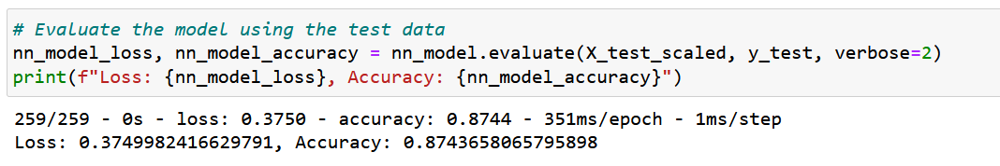 # Evaluate the model using the test data
nn_model_loss, nn_model_accuracy = nn_model.evaluate(X_test_scaled, y_test, verbose=2)
print(f"Loss: {nn_model_loss}, Accuracy: {nn_model_accuracy}")
259/259 - 0s - loss: 0.3750 - accuracy: 0.8744 - 351ms/epoch - 1ms/step
Loss: 0.3749982416629791, Accuracy: 0.8743658065795898